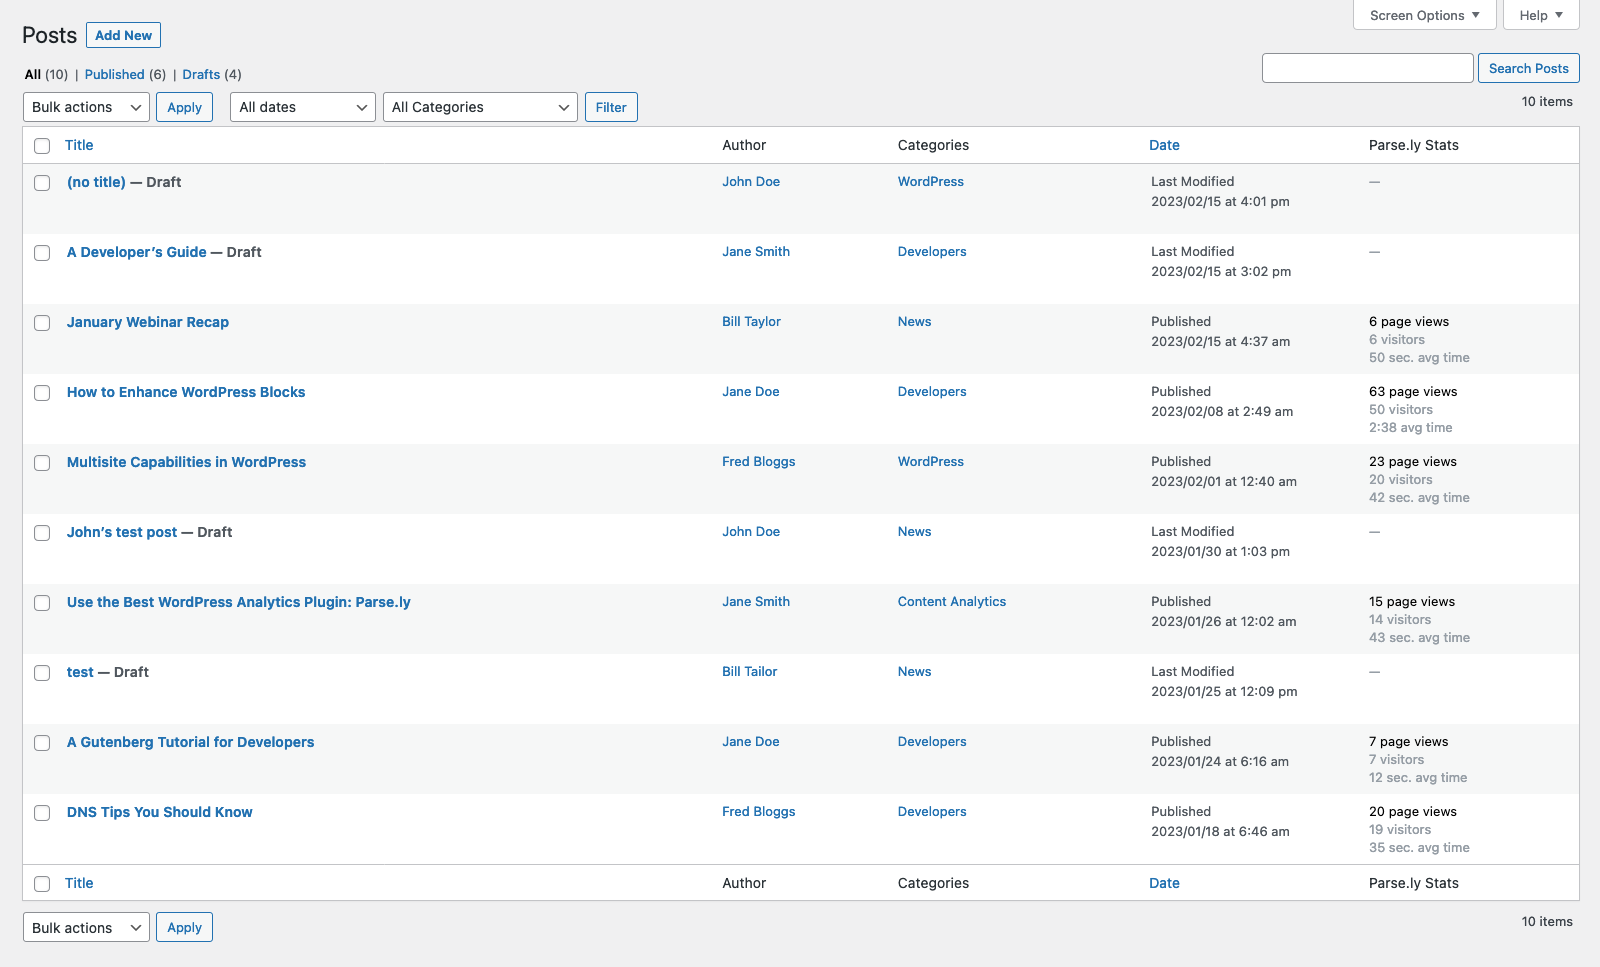 Screen Options ▼ Help ▼
Posts Add New
All (10) | Published (6) | Drafts (4)
Search Posts
Bulk actions Apply All dates All Categories Filter
10 items
Title Author Categories Date Parse.ly Stats
(no title) — Draft John Doe WordPress Last Modified —
2023/02/15 at 4:01 pm
A Developer’s Guide — Draft Jane Smith Developers Last Modified —
2023/02/15 at 3:02 pm
January Webinar Recap Bill Taylor News Published 6 page views
2023/02/15 at 4:37 am 6 visitors
50 sec. avg time
How to Enhance WordPress Blocks Jane Doe Developers Published 63 page views
2023/02/08 at 2:49 am 50 visitors
2:38 avg time
Multisite Capabilities in WordPress Fred Bloggs WordPress Published 23 page views
2023/02/01 at 12:40 am 20 visitors
42 sec. avg time
John’s test post — Draft John Doe News Last Modified —
2023/01/30 at 1:03 pm
Use the Best WordPress Analytics Plugin: Parse.ly Jane Smith Content Analytics Published 15 page views
2023/01/26 at 12:02 am 14 visitors
43 sec. avg time
test — Draft Bill Tailor News Last Modified —
2023/01/25 at 12:09 pm
A Gutenberg Tutorial for Developers Jane Doe Developers Published 7 page views
2023/01/24 at 6:16 am 7 visitors
12 sec. avg time
DNS Tips You Should Know Fred Bloggs Developers Published 20 page views
2023/01/18 at 6:46 am 19 visitors
35 sec. avg time
Title Author Categories Date Parse.ly Stats
Bulk actions Apply
10 items